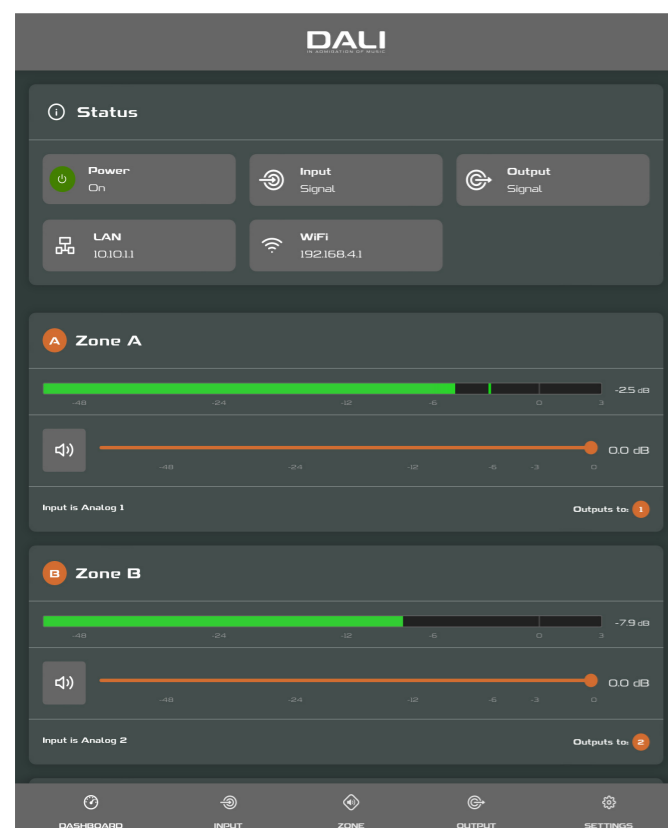 DALI
IN ADMIRATION OF MUSIC
Status
Power
On
Input
Signal
Output
Signal
LAN
10.10.1.1
WiFi
192.168.4.1
A Zone A
-2.5 dB
-48 -24 -12 -6 0 3
0.0 dB
-48 -24 -12 -6 -3 0
Input is Analog 1 Outputs to: 1
B Zone B
-7.9 dB
-48 -24 -12 -6 0 3
0.0 dB
-48 -24 -12 -6 -3 0
Input is Analog 2 Outputs to: 2
DASHBOARD INPUT ZONE OUTPUT SETTINGS